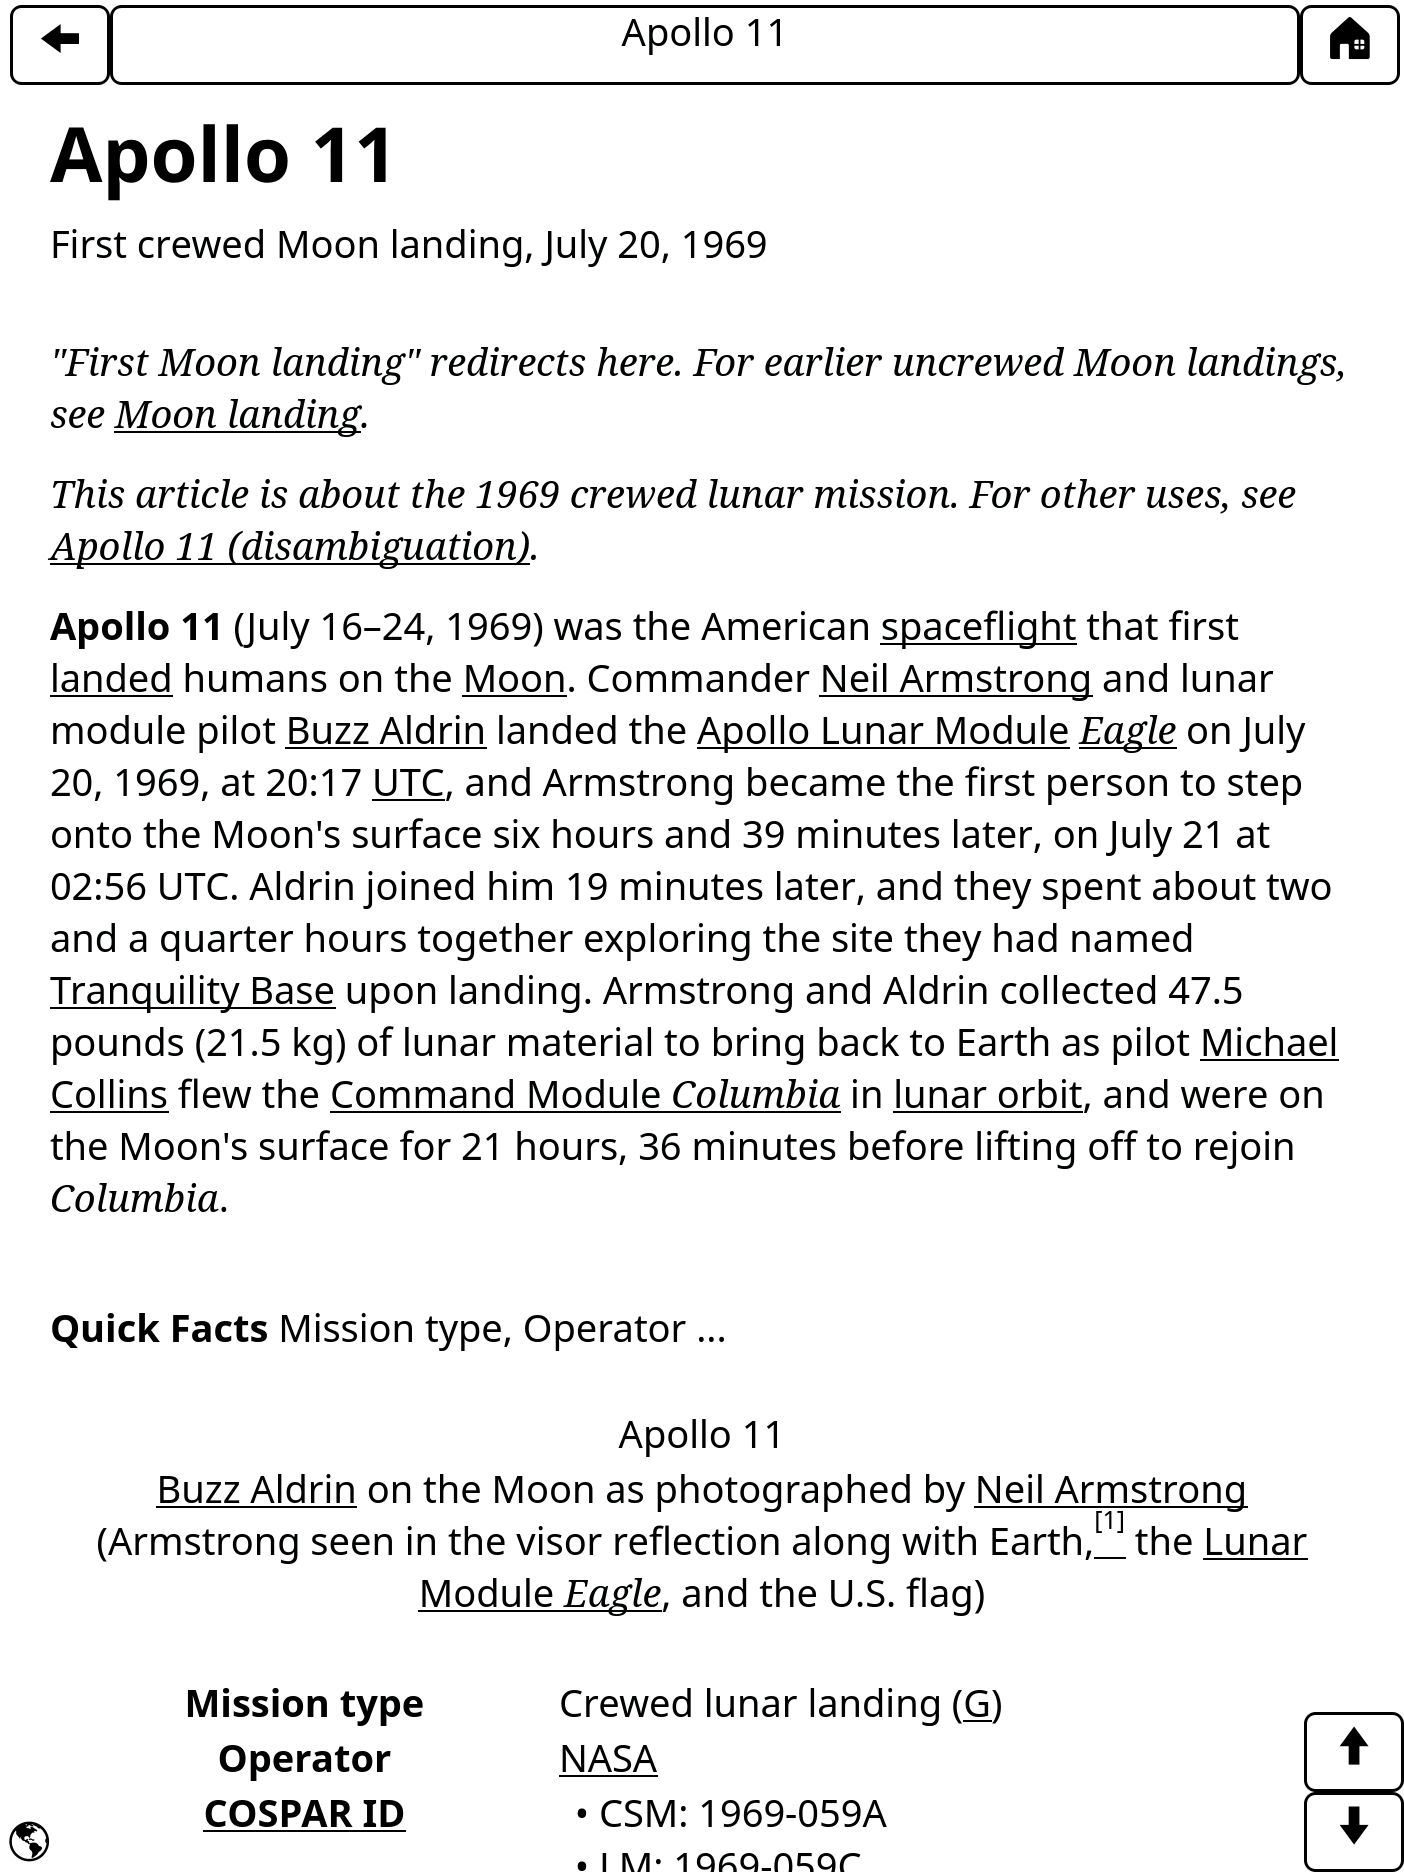 Apollo 11
Apollo 11
First crewed Moon landing, July 20, 1969
"First Moon landing" redirects here. For earlier uncrewed Moon landings,
see Moon landing.
This article is about the 1969 crewed lunar mission. For other uses, see
Apollo 11 (disambiguation).
Apollo 11 (July 16–24, 1969) was the American spaceflight that first
landed humans on the Moon. Commander Neil Armstrong and lunar
module pilot Buzz Aldrin landed the Apollo Lunar Module Eagle on July
20, 1969, at 20:17 UTC, and Armstrong became the first person to step
onto the Moon's surface six hours and 39 minutes later, on July 21 at
02:56 UTC. Aldrin joined him 19 minutes later, and they spent about two
and a quarter hours together exploring the site they had named
Tranquility Base upon landing. Armstrong and Aldrin collected 47.5
pounds (21.5 kg) of lunar material to bring back to Earth as pilot Michael
Collins flew the Command Module Columbia in lunar orbit, and were on
the Moon's surface for 21 hours, 36 minutes before lifting off to rejoin
Columbia.
Quick Facts Mission type, Operator ...
Apollo 11
Buzz Aldrin on the Moon as photographed by Neil Armstrong
(Armstrong seen in the visor reflection along with Earth,[1] the Lunar
Module Eagle, and the U.S. flag)
Mission type Crewed lunar landing (G)
Operator NASA
COSPAR ID • CSM: 1969-059A
• LM: 1969-059C